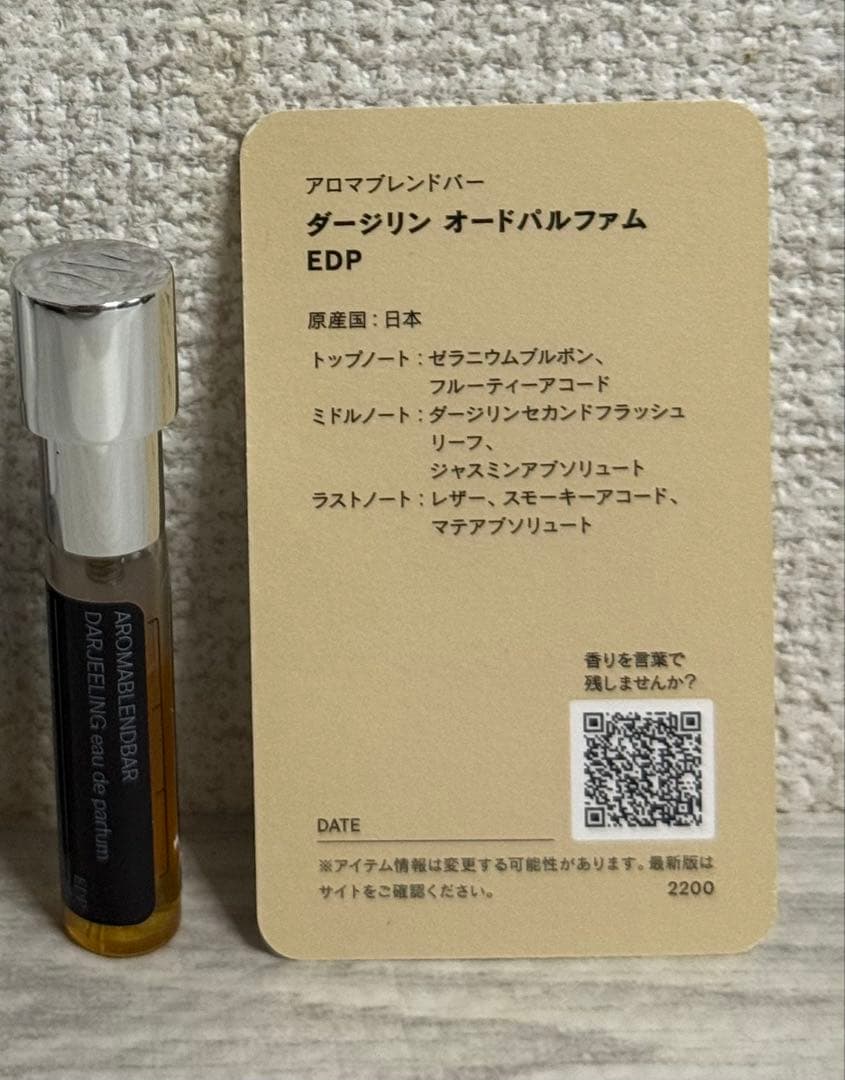 アロマブレンドバー
ダージリン オードパルファム
EDP
原産国：日本
トップノート：ゼラニウムブルボン、
フルーティーアコード
ミドルノート：ダージリンセカンドフラッシュ
リーフ、
ジャスミンアブソリュート
ラストノート：レザー、スモーキーアコード、
マテアブソリュート
香りを言葉で
残しませんか？
DATE
※アイテム情報は変更する可能性があります。最新版は
サイトをご確認ください。
2200
AROMABLENDBAR
DARJEELING eau de parfum
EDP